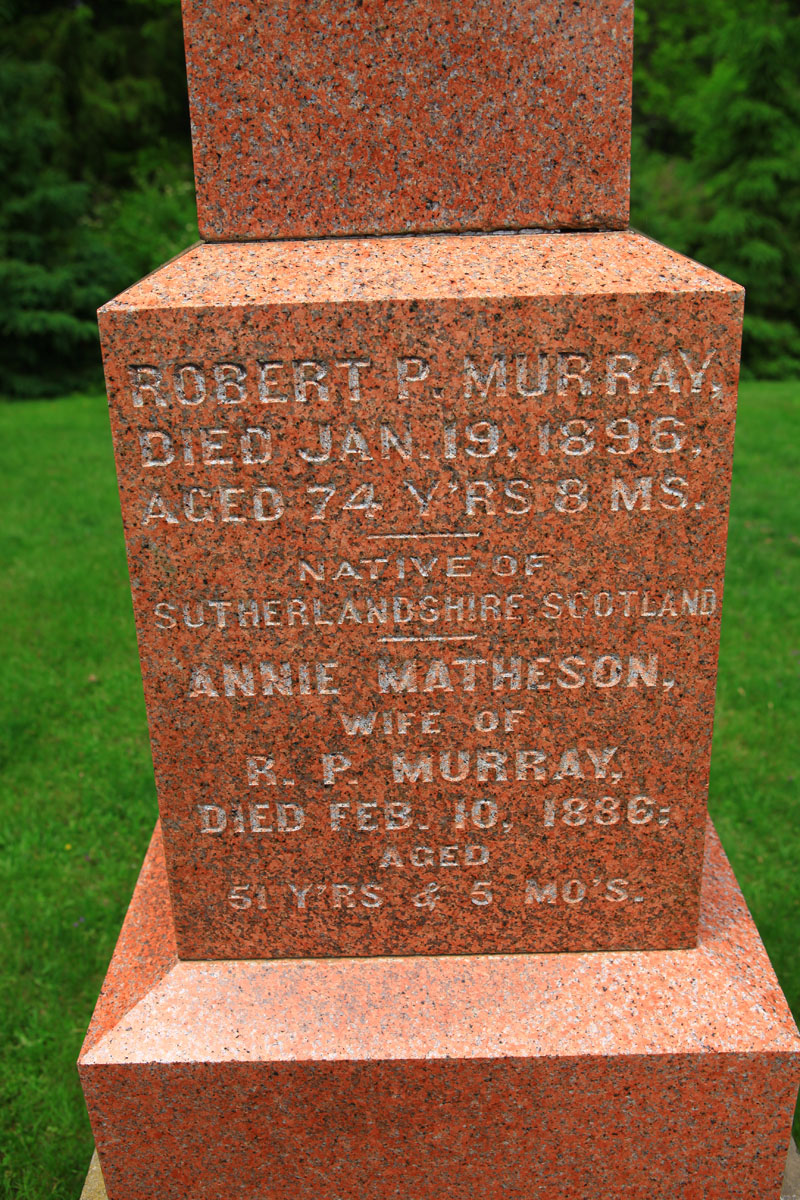 ROBERT P. MURRAY,
DIED JAN. 19, 1896,
AGED 74 Y'RS 8 MS.
NATIVE OF
SUTHERLANDSHIRE, SCOTLAND
ANNIE MATHESON,
WIFE OF
R. P. MURRAY,
DIED FEB. 10, 1886;
AGED
51 Y'RS & 5 MO'S.